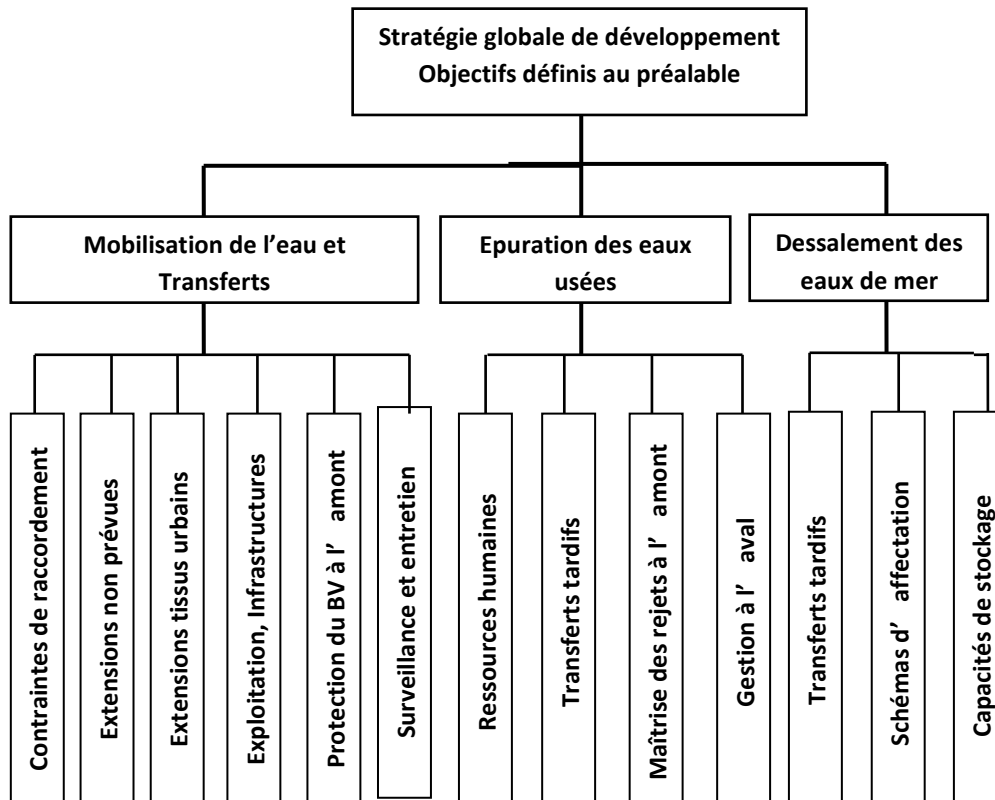 Stratégie globale de développement
Objectifs définis au préalable
Mobilisation de l’eau et
Transferts
Epuration des eaux
usées
Dessalement des
eaux de mer
Contraintes de raccordement
Extensions non prévues
Extensions tissus urbains
Exploitation, Infrastructures
Protection du BV à l’ amont
Surveillance et entretien
Ressources humaines
Transferts tardifs
Maîtrise des rejets à l’ amont
Gestion à l’ aval
Transferts tardifs
Schémas d’ affectation
Capacités de stockage